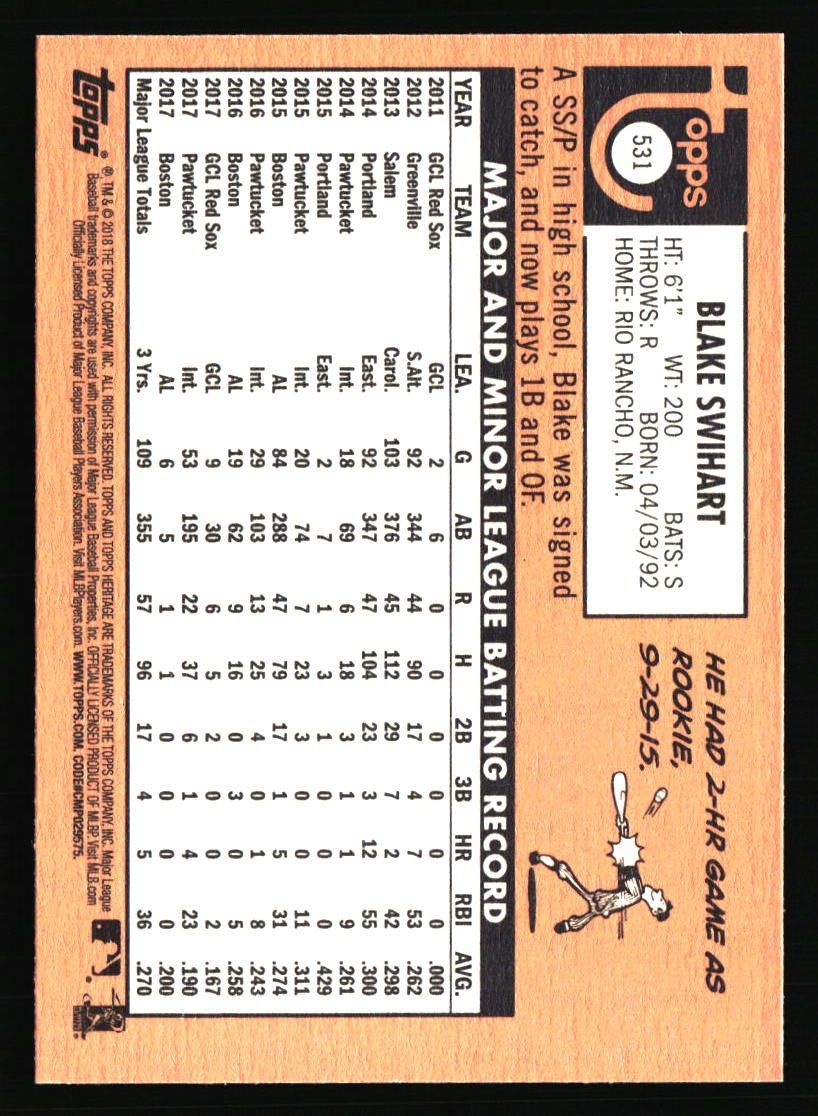 topps
531
BLAKE SWIHART
HT: 6'1" WT: 200 BATS: S
THROWS: R BORN: 04/03/92
HOME: RIO RANCHO, N.M.
HE HAD 2-HR GAME AS
ROOKIE,
9-29-15.
A SS/P in high school, Blake was signed
to catch, and now plays 1B and OF.
MAJOR AND MINOR LEAGUE BATTING RECORD
YEAR TEAM LEA. G AB R H 2B 3B HR RBI AVG.
2011 GCL Red Sox GCL 2 6 0 0 0 0 0 0 .000
2012 Greenville S.Atl. 92 344 44 90 17 4 7 53 .262
2013 Salem Carol. 103 376 45 112 29 7 2 42 .298
2014 Portland East. 92 347 47 104 23 3 12 55 .300
2014 Pawtucket Int. 18 69 6 18 3 1 1 9 .261
2015 Portland East. 2 7 1 3 1 0 0 0 .429
2015 Pawtucket Int. 20 74 7 23 3 0 0 11 .311
2015 Boston AL 84 288 47 79 17 1 5 31 .274
2016 Pawtucket Int. 29 103 13 25 4 0 1 8 .243
2016 Boston AL 19 62 9 16 0 3 0 5 .258
2017 GCL Red Sox GCL 9 30 6 5 2 0 0 2 .167
2017 Pawtucket Int. 53 195 22 37 6 1 4 23 .190
2017 Boston AL 6 5 1 1 0 0 0 0 .200
Major League Totals 3 Yrs. 109 355 57 96 17 4 5 36 .270
topps®
®, TM & © 2018 THE TOPPS COMPANY, INC. ALL RIGHTS RESERVED. TOPPS AND TOPPS HERITAGE ARE TRADEMARKS OF THE TOPPS COMPANY, INC. Major League
Baseball trademarks and copyrights are used with permission of Major League Baseball Properties, Inc. OFFICIALLY LICENSED PRODUCT OF MLBP Visit MLB.com
Officially Licensed Product of Major League Baseball Players Association. Visit MLBPlayers.com. WWW.TOPPS.COM. CODE#CMP029575.